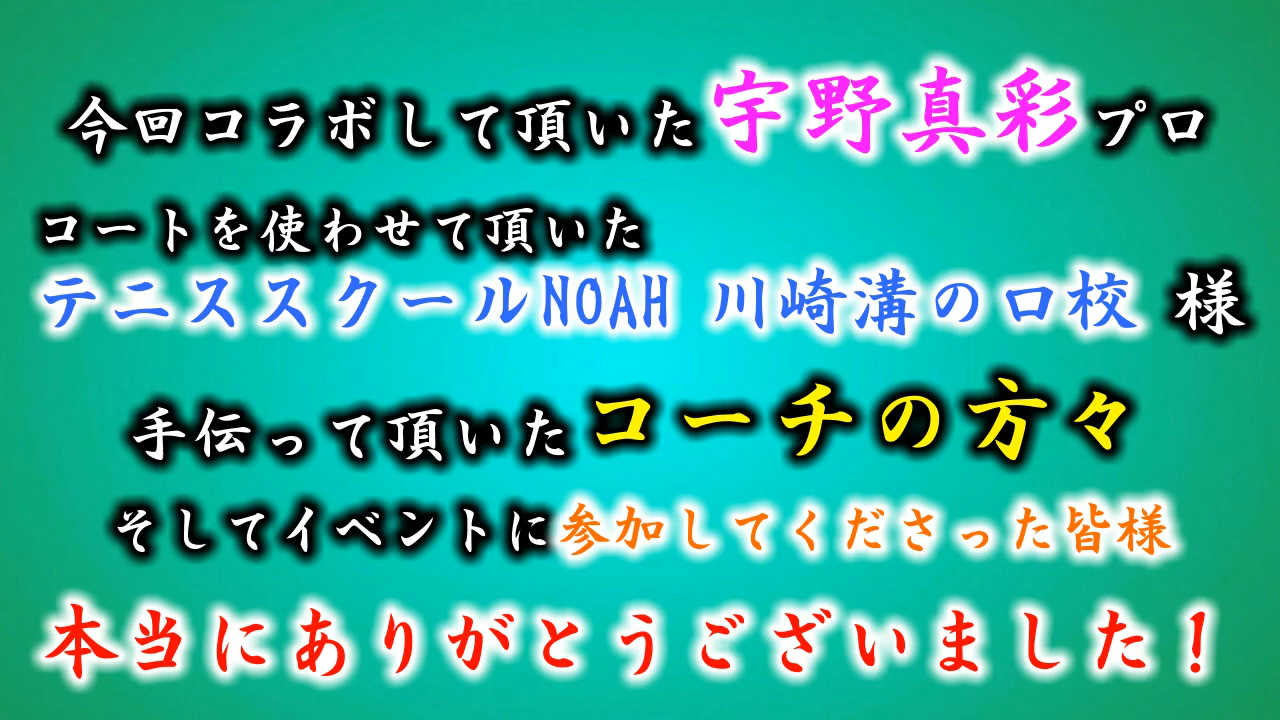 今回コラボして頂いた宇野真彩プロ
コートを使わせて頂いた
テニススクールNOAH 川崎溝の口校 様
手伝って頂いたコーチの方々
そしてイベントに参加してくださった皆様
本当にありがとうございました！